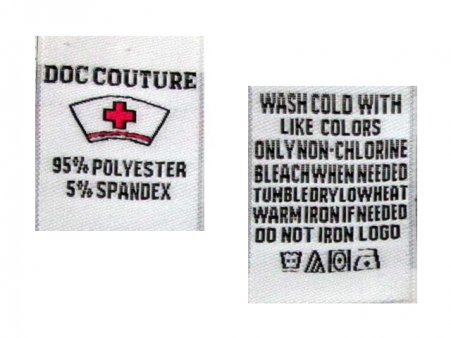 DOC COUTURE
95% POLYESTER
5% SPANDEX
WASH COLD WITH
LIKE COLORS
ONLY NON-CHLORINE
BLEACH WHEN NEEDED
TUMBLE DRY LOW HEAT
WARM IRON IF NEEDED
DO NOT IRON LOGO